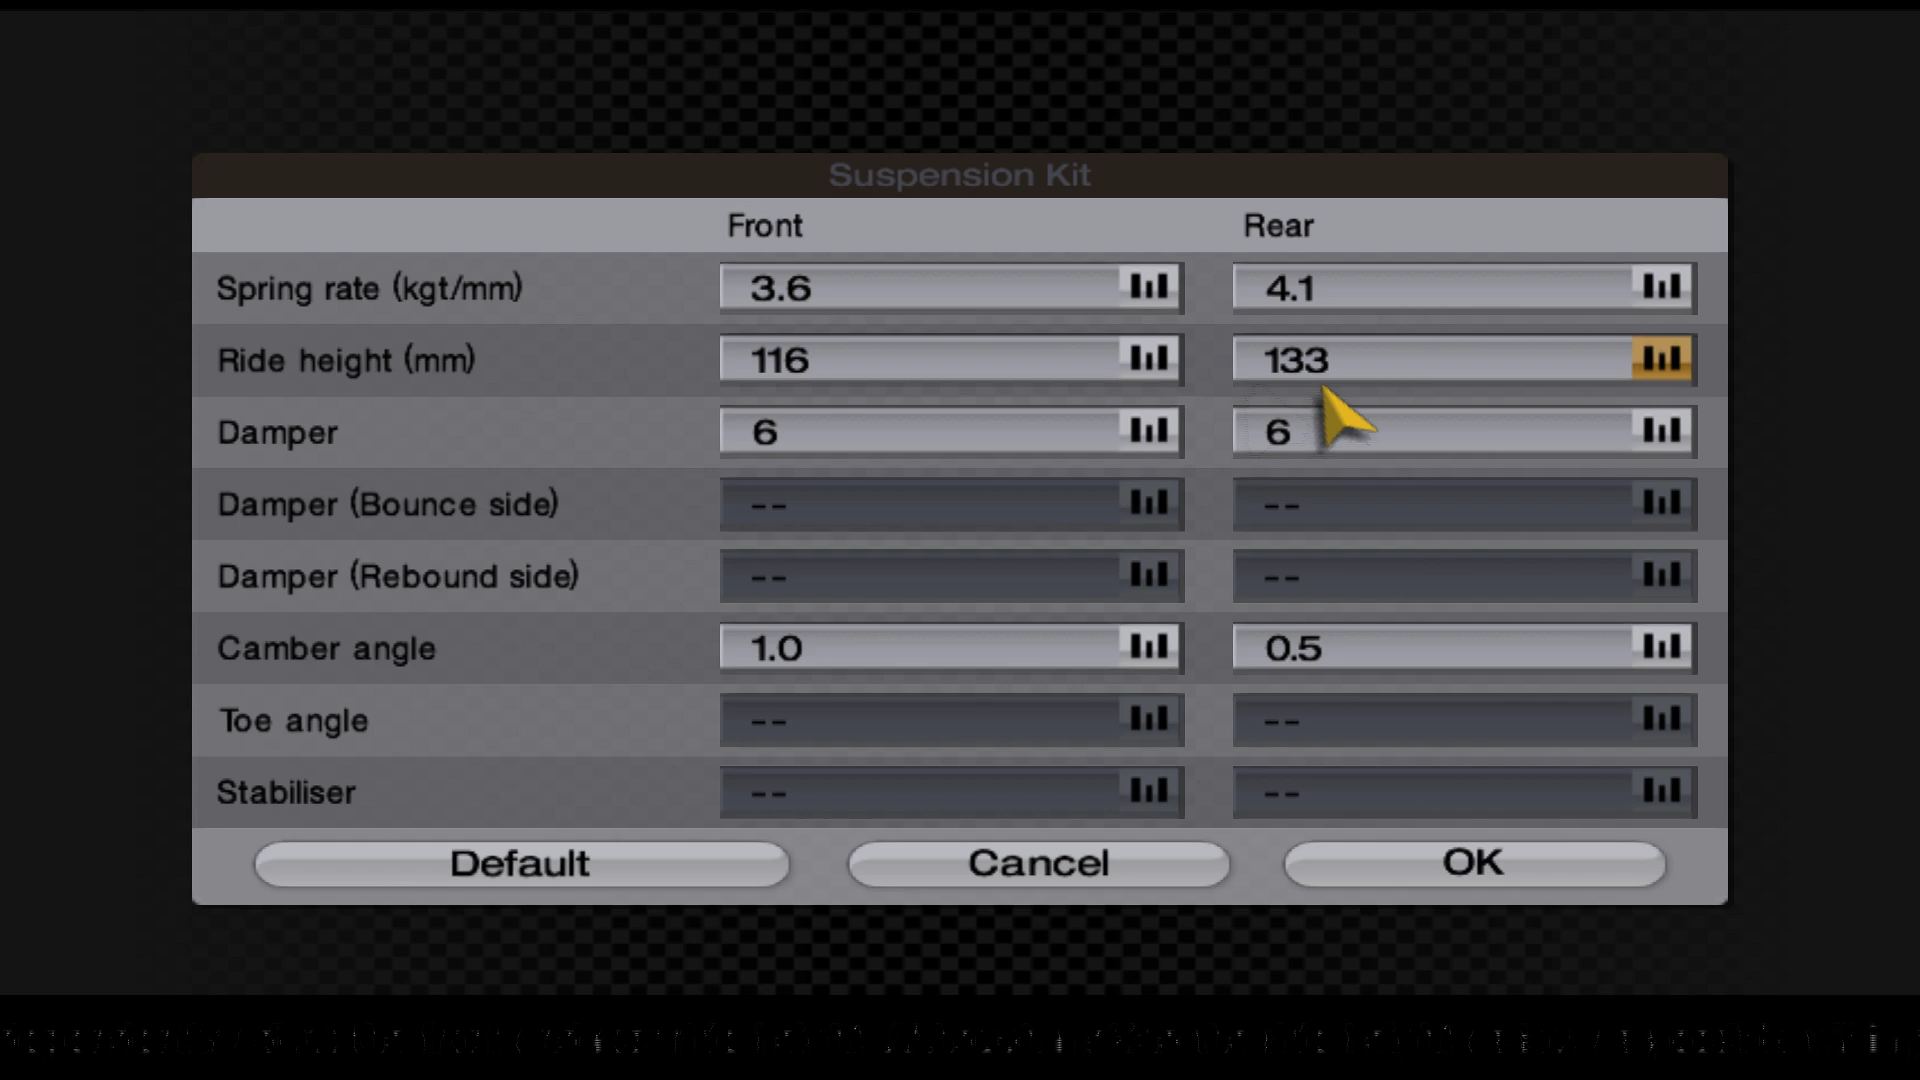 Suspension Kit
Front Rear
Spring rate (kgt/mm) 3.6 4.1
Ride height (mm) 116 133
Damper 6 6
Damper (Bounce side) -- --
Damper (Rebound side) -- --
Camber angle 1.0 0.5
Toe angle -- --
Stabiliser -- --
Default Cancel OK